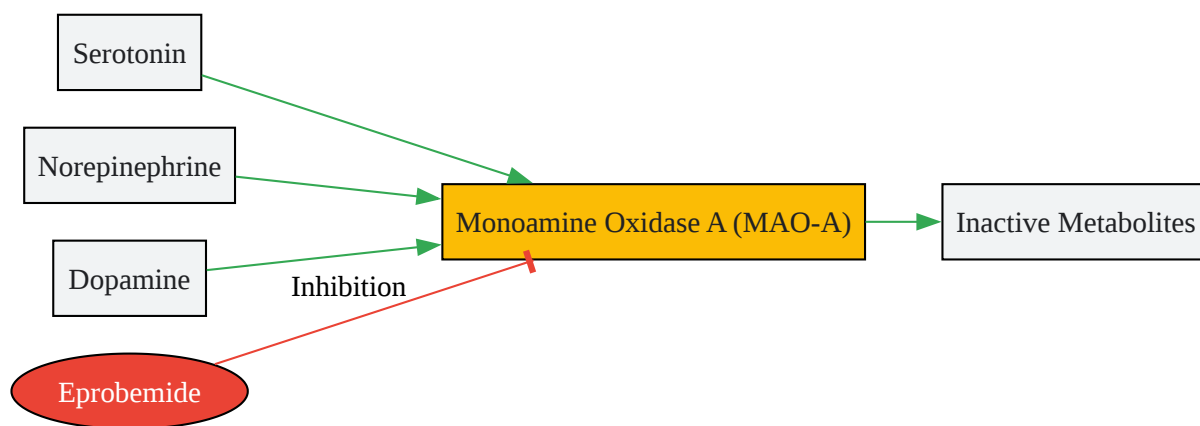 Serotonin
Norepinephrine
Monoamine Oxidase A (MAO-A)
Inactive Metabolites
Dopamine
Inhibition
Eprobemide